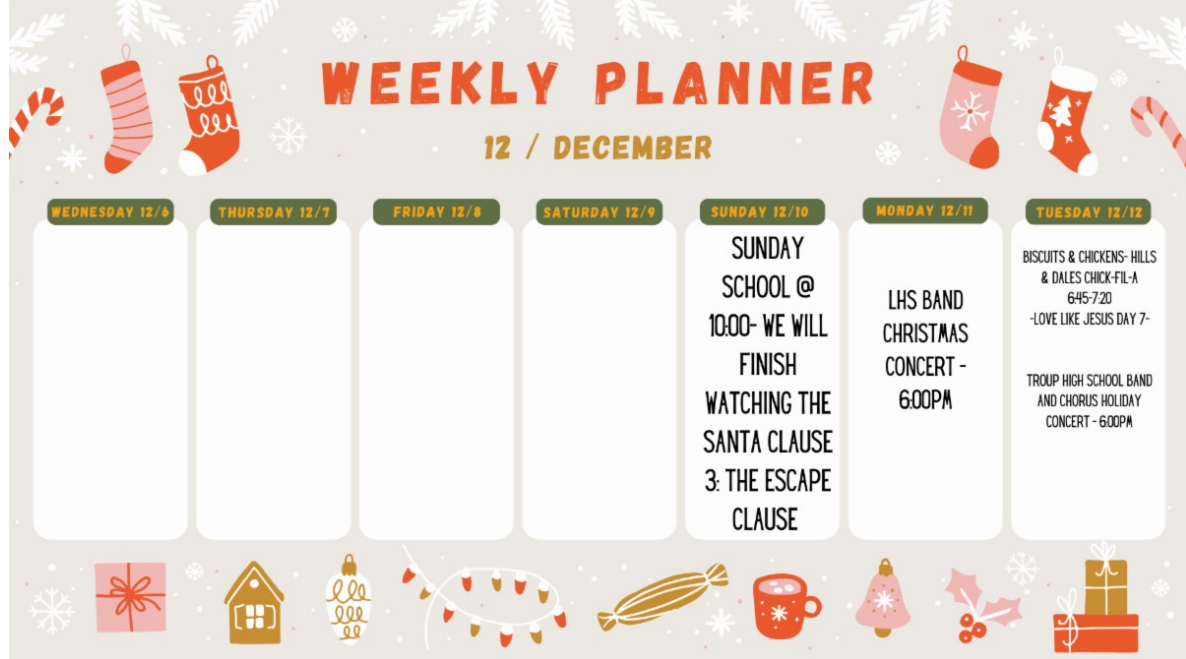 WEEKLY PLANNER
12 / DECEMBER
WEDNESDAY 12/6
THURSDAY 12/7
FRIDAY 12/8
SATURDAY 12/9
SUNDAY 12/10
SUNDAY
SCHOOL @
10:00- WE WILL
FINISH
WATCHING THE
SANTA CLAUSE
3: THE ESCAPE
CLAUSE
MONDAY 12/11
LHS BAND
CHRISTMAS
CONCERT -
6:00PM
TUESDAY 12/12
BISCUITS & CHICKENS- HILLS
& DALES CHICK-FIL-A
6:45-7:20
-LOVE LIKE JESUS DAY 7-
TROUP HIGH SCHOOL BAND
AND CHORUS HOLIDAY
CONCERT - 6:00PM